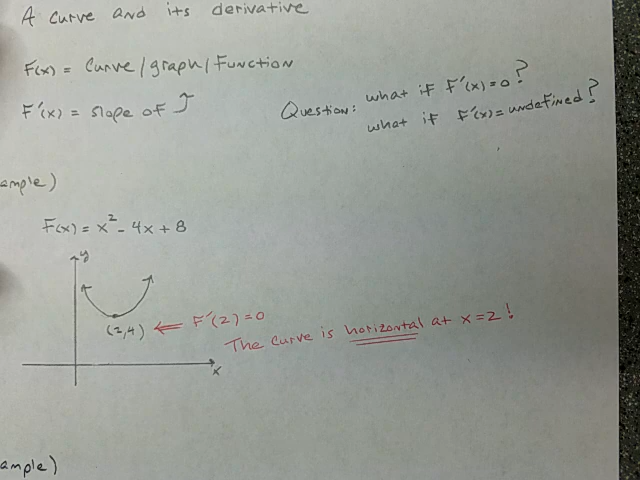 A curve and its derivative
F(x) = Curve/graph/Function
F'(x) = slope of ↑
Question: what if F'(x)=0?
what if F'(x)=undefined?
ample)
F(x) = x² - 4x + 8
y
(2,4) ⇐ F'(2)=0
The curve is horizontal at x=2!
x
ample)